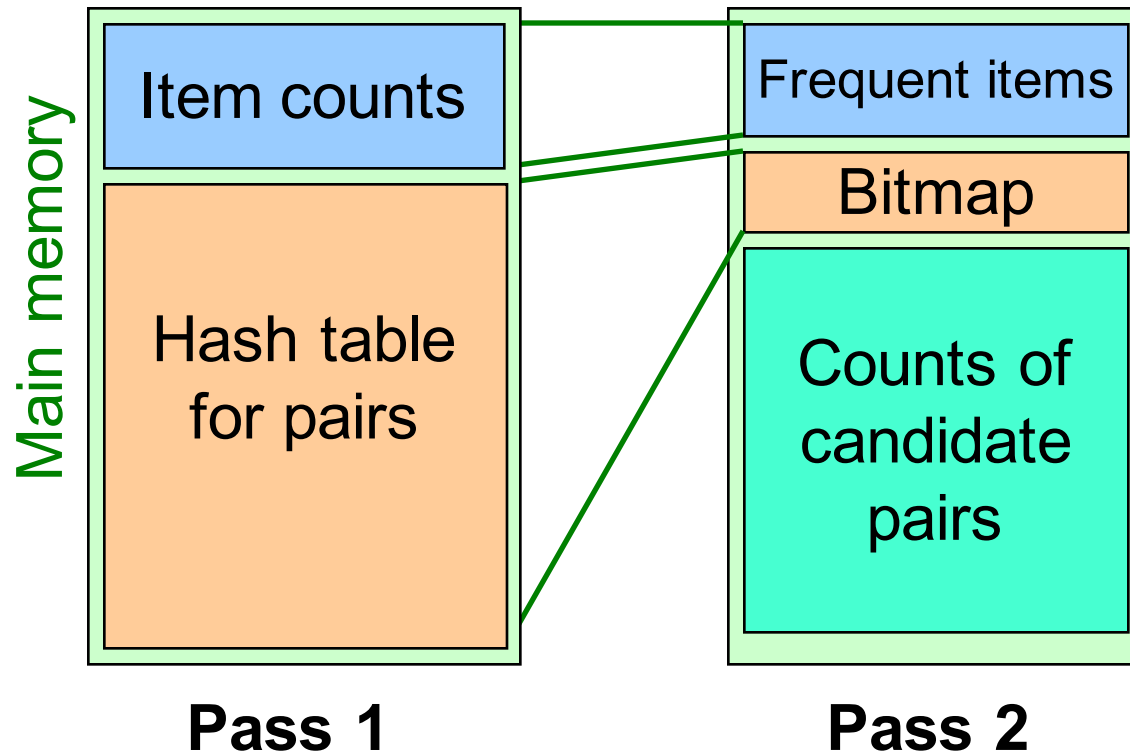 Main memory
Item counts
Hash table
for pairs
Pass 1
Frequent items
Bitmap
Counts of
candidate
pairs
Pass 2